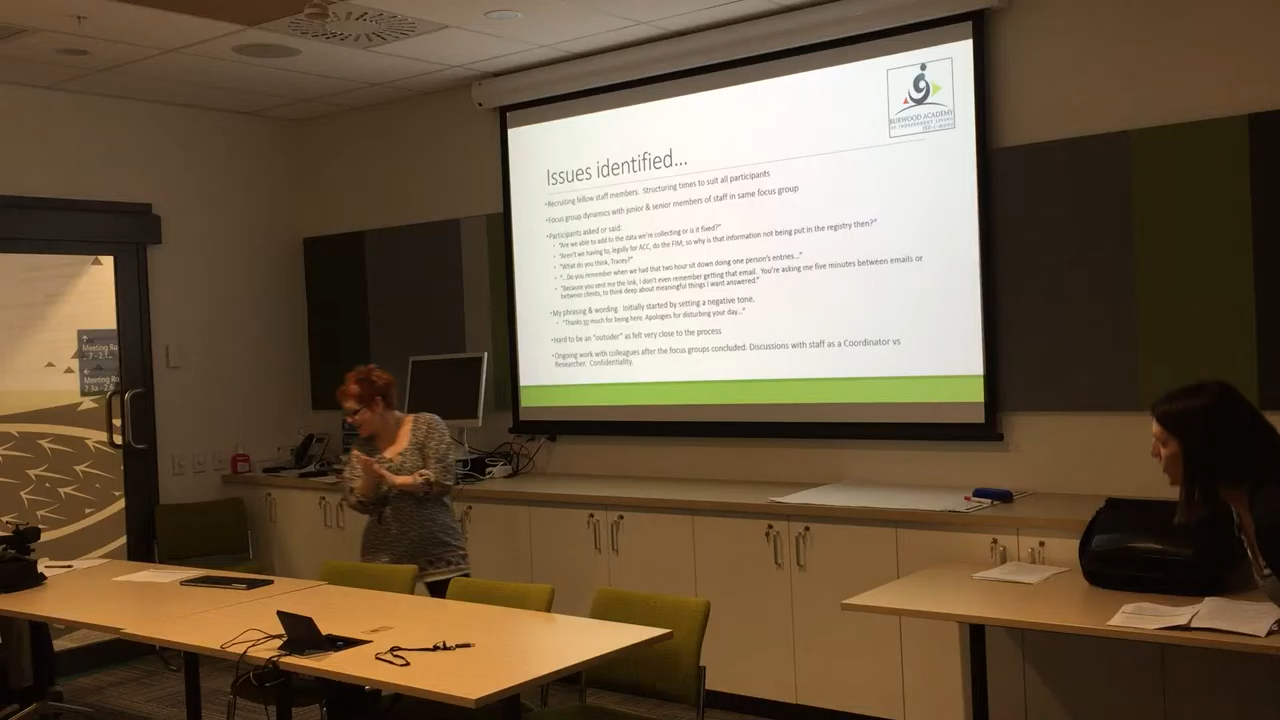 BURWOOD ACADEMY
OF INDEPENDENT LIVING
Issues identified...
•Recruiting fellow staff members. Structuring times to suit all participants
•Focus group dynamics with junior & senior members of staff in same focus group
•Participants asked or said:
• "Are we able to add to the data we're collecting or is it fixed?"
• "Aren't we having to, legally for ACC, do the FIM, so why is that information not being put in the registry then?"
• "What do you think, Tracey?"
• "...Do you remember when we had that two hour sit down doing one person's entries..."
• "Because you sent me the link, I don't even remember getting that email. You're asking me five minutes between emails or
between clients, to think deep about meaningful things I want answered."
•My phrasing & wording. Initially started by setting a negative tone.
• "Thanks so much for being here. Apologies for disturbing your day..."
•Hard to be an "outsider" as felt very close to the process
•Ongoing work with colleagues after the focus groups concluded. Discussions with staff as a Coordinator vs
Researcher. Confidentiality.
Meeting Ro
Meeting Ro